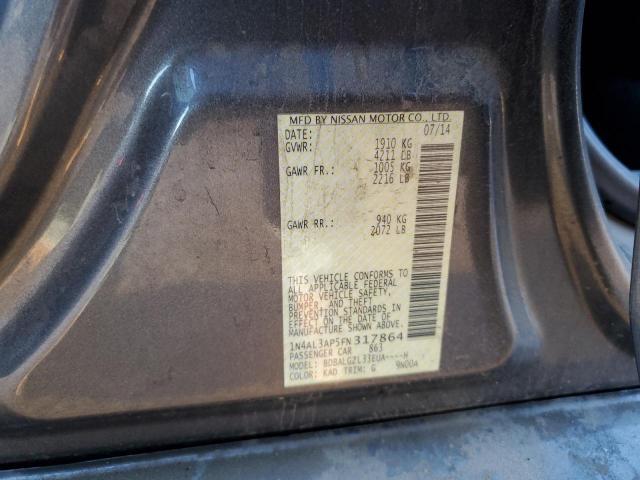 MFD BY NISSAN MOTOR CO., LTD
DATE: 07/14
GVWR: 1910 KG
4211 LB
GAWR FR.: 1005 KG
2216 LB
GAWR RR.: 940 KG
2072 LB
THIS VEHICLE CONFORMS TO
ALL APPLICABLE FEDERAL
MOTOR VEHICLE SAFETY,
BUMPER, AND THEFT
PREVENTION STANDARDS IN
EFFECT ON THE DATE OF
MANUFACTURE SHOWN ABOVE.
1N4AL3AP5FN317864
PASSENGER CAR 863
MODEL: BDBALGZL33EUA----H
COLOR: KAD TRIM: G 9N00A